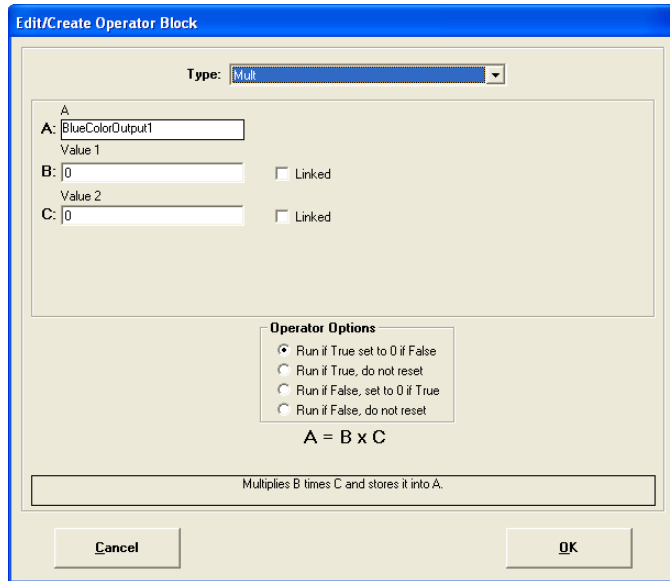 Edit/Create Operator Block
Type: Mult
A
A: BlueColorOutput1
Value 1
B: 0 Linked
Value 2
C: 0 Linked
Operator Options
Run if True set to 0 if False
Run if True, do not reset
Run if False, set to 0 if True
Run if False, do not reset
A = B x C
Multiplies B times C and stores it into A.
Cancel OK